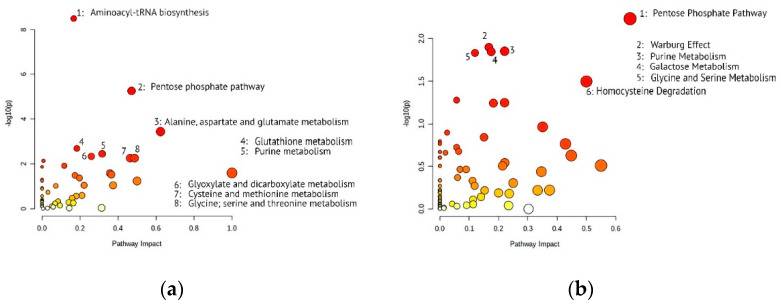 1: Aminoacyl-tRNA biosynthesis
2: Pentose phosphate pathway
3: Alanine, aspartate and glutamate metabolism
4
5
6
7
8
4: Glutathione metabolism
5: Purine metabolism
6: Glyoxylate and dicarboxylate metabolism
7: Cysteine and methionine metabolism
8: Glycine; serine and threonine metabolism
-log10(p)
8
6
4
2
0
0.0 0.2 0.4 0.6 0.8 1.0
Pathway Impact
(a)
1: Pentose Phosphate Pathway
2
5
4
3
2: Warburg Effect
3: Purine Metabolism
4: Galactose Metabolism
5: Glycine and Serine Metabolism
6: Homocysteine Degradation
-log10(p)
2.0
1.5
1.0
0.5
0.0
0.0 0.1 0.2 0.3 0.4 0.5 0.6
Pathway Impact
(b)